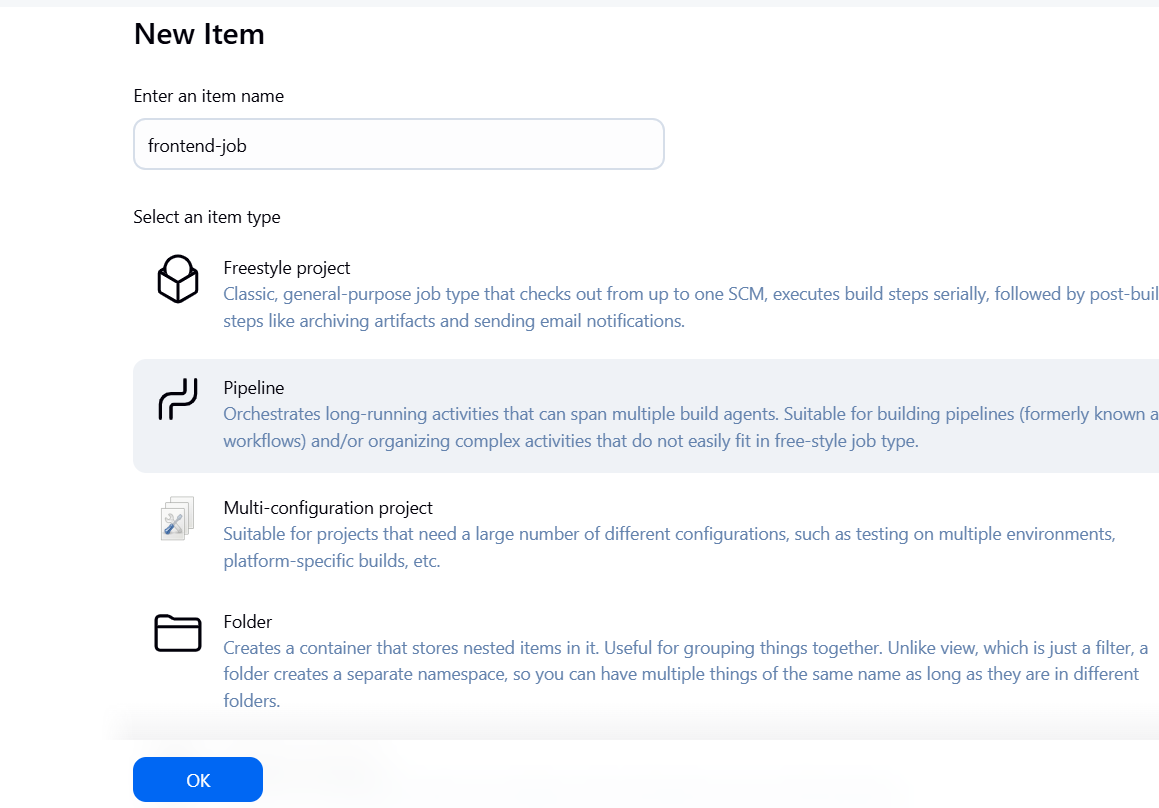 New Item
Enter an item name
frontend-job
Select an item type
Freestyle project
Classic, general-purpose job type that checks out from up to one SCM, executes build steps serially, followed by post-buil
steps like archiving artifacts and sending email notifications.
Pipeline
Orchestrates long-running activities that can span multiple build agents. Suitable for building pipelines (formerly known a
workflows) and/or organizing complex activities that do not easily fit in free-style job type.
Multi-configuration project
Suitable for projects that need a large number of different configurations, such as testing on multiple environments,
platform-specific builds, etc.
Folder
Creates a container that stores nested items in it. Useful for grouping things together. Unlike view, which is just a filter, a
folder creates a separate namespace, so you can have multiple things of the same name as long as they are in different
folders.
OK